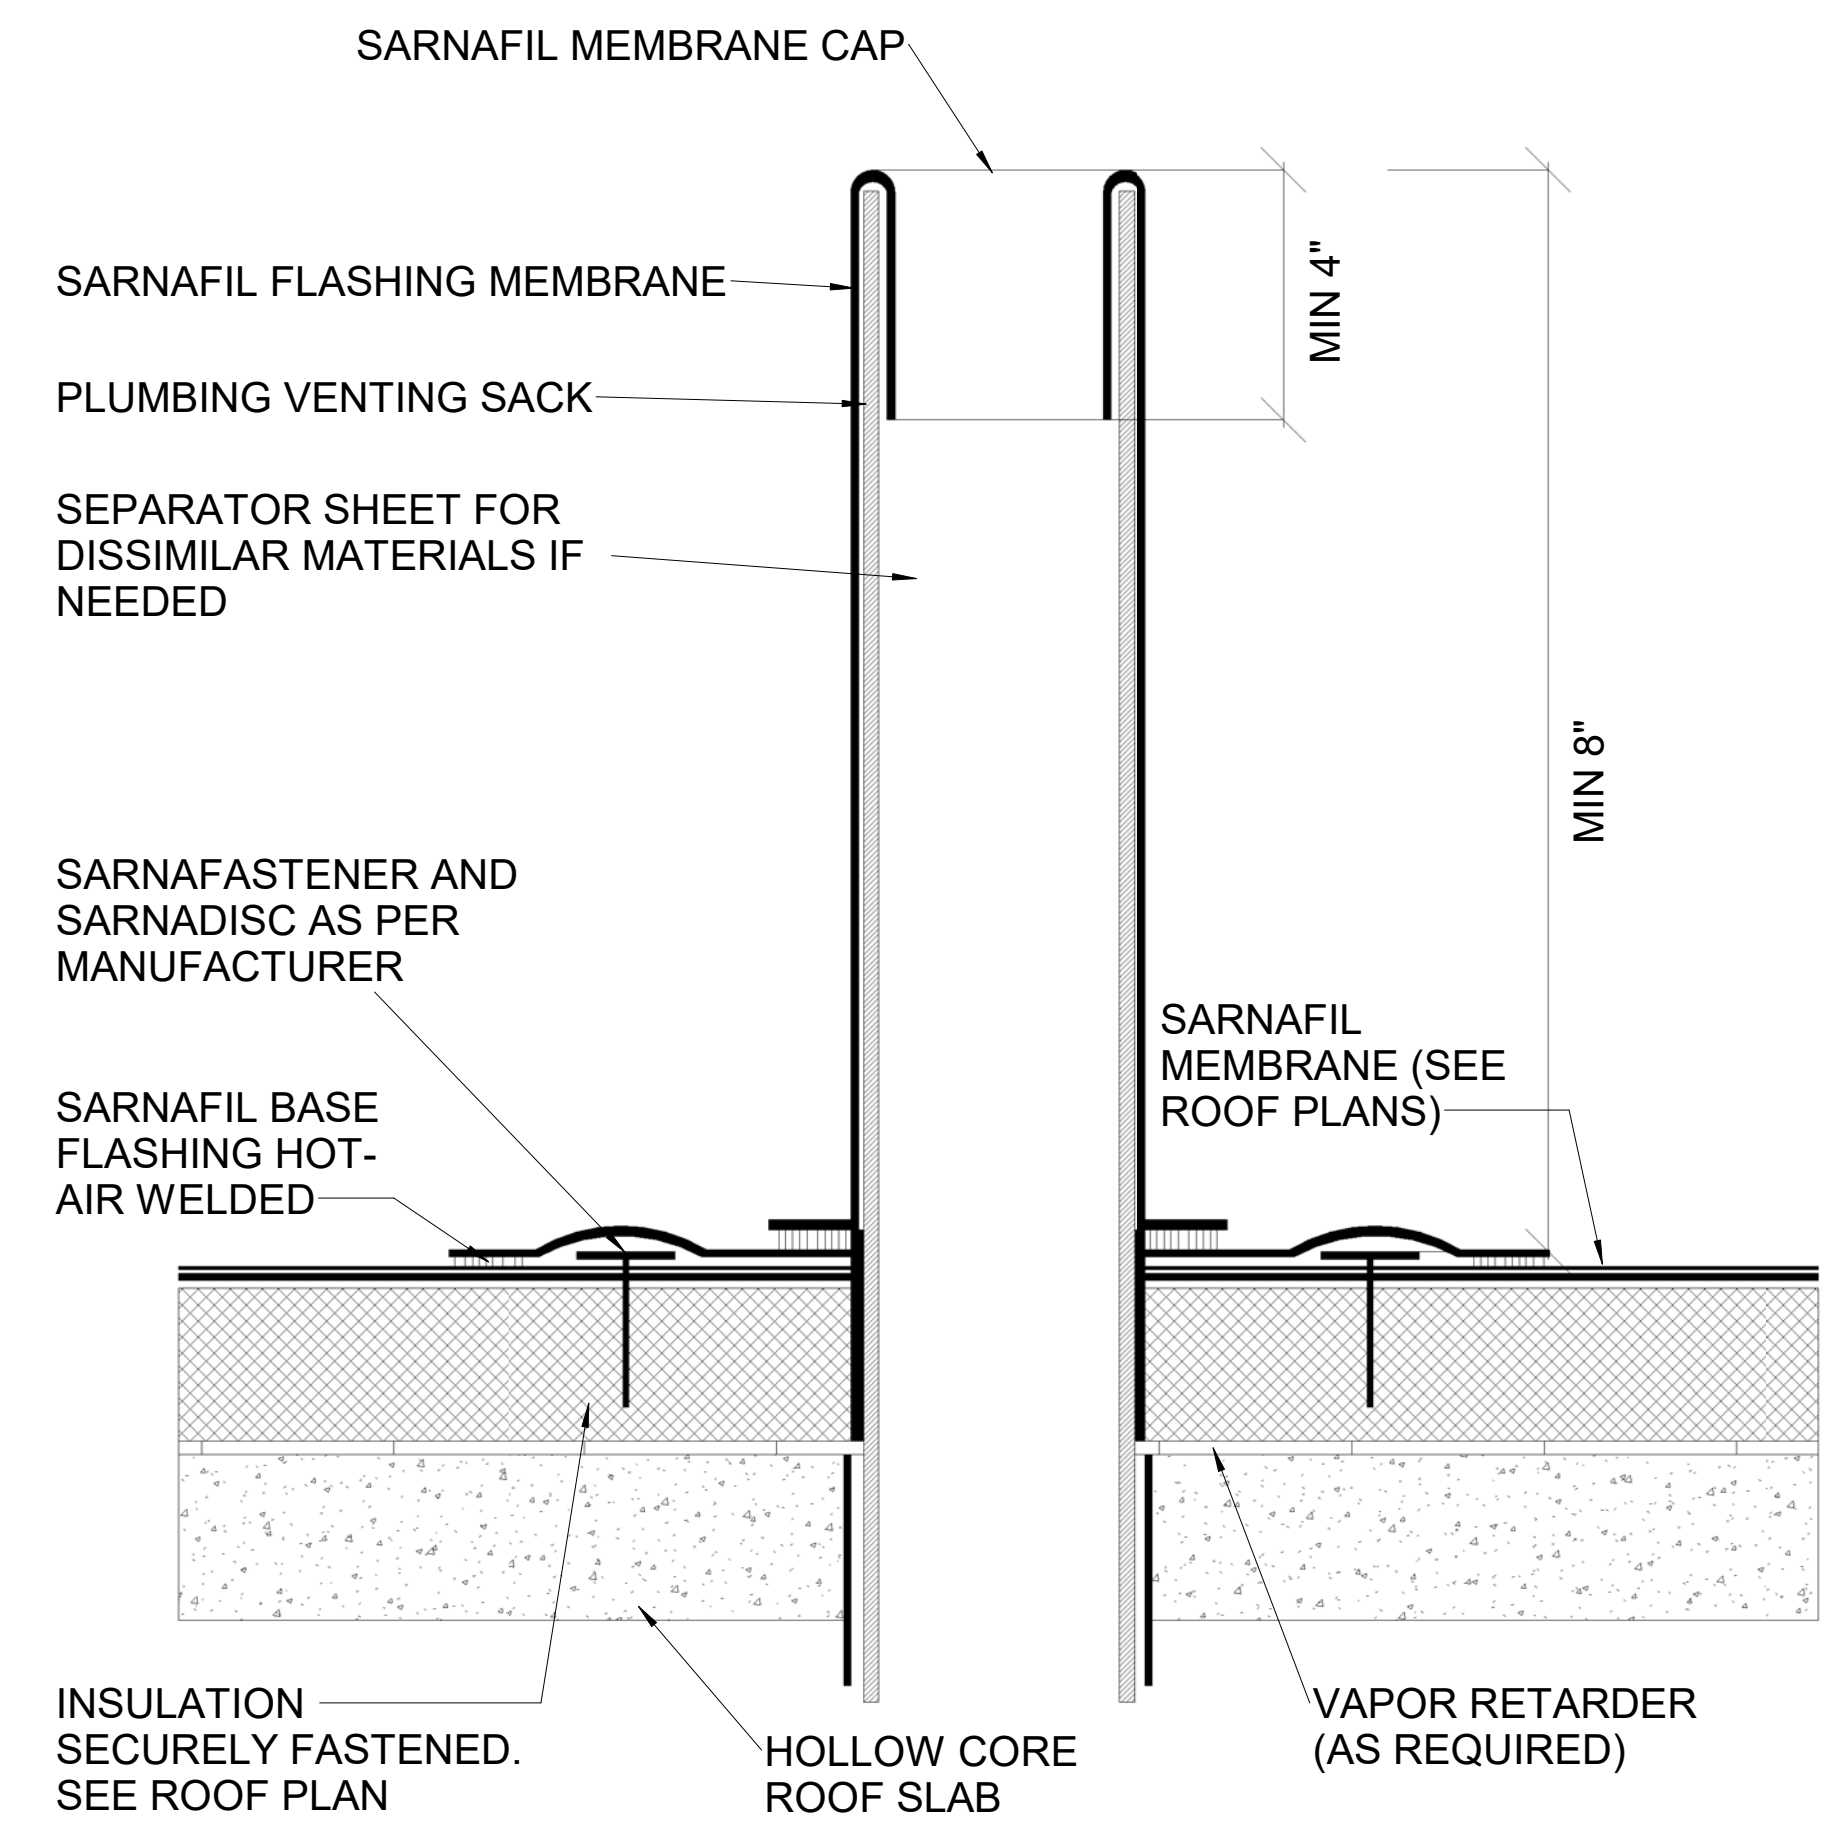 SARNAFIL MEMBRANE CAP
SARNAFIL FLASHING MEMBRANE
PLUMBING VENTING SACK
SEPARATOR SHEET FOR
DISSIMILAR MATERIALS IF
NEEDED
MIN 4"
MIN 8"
SARNAFASTENER AND
SARNADISC AS PER
MANUFACTURER
SARNAFIL
MEMBRANE (SEE
ROOF PLANS)
SARNAFIL BASE
FLASHING HOT-
AIR WELDED
INSULATION
SECURELY FASTENED.
SEE ROOF PLAN
HOLLOW CORE
ROOF SLAB
VAPOR RETARDER
(AS REQUIRED)